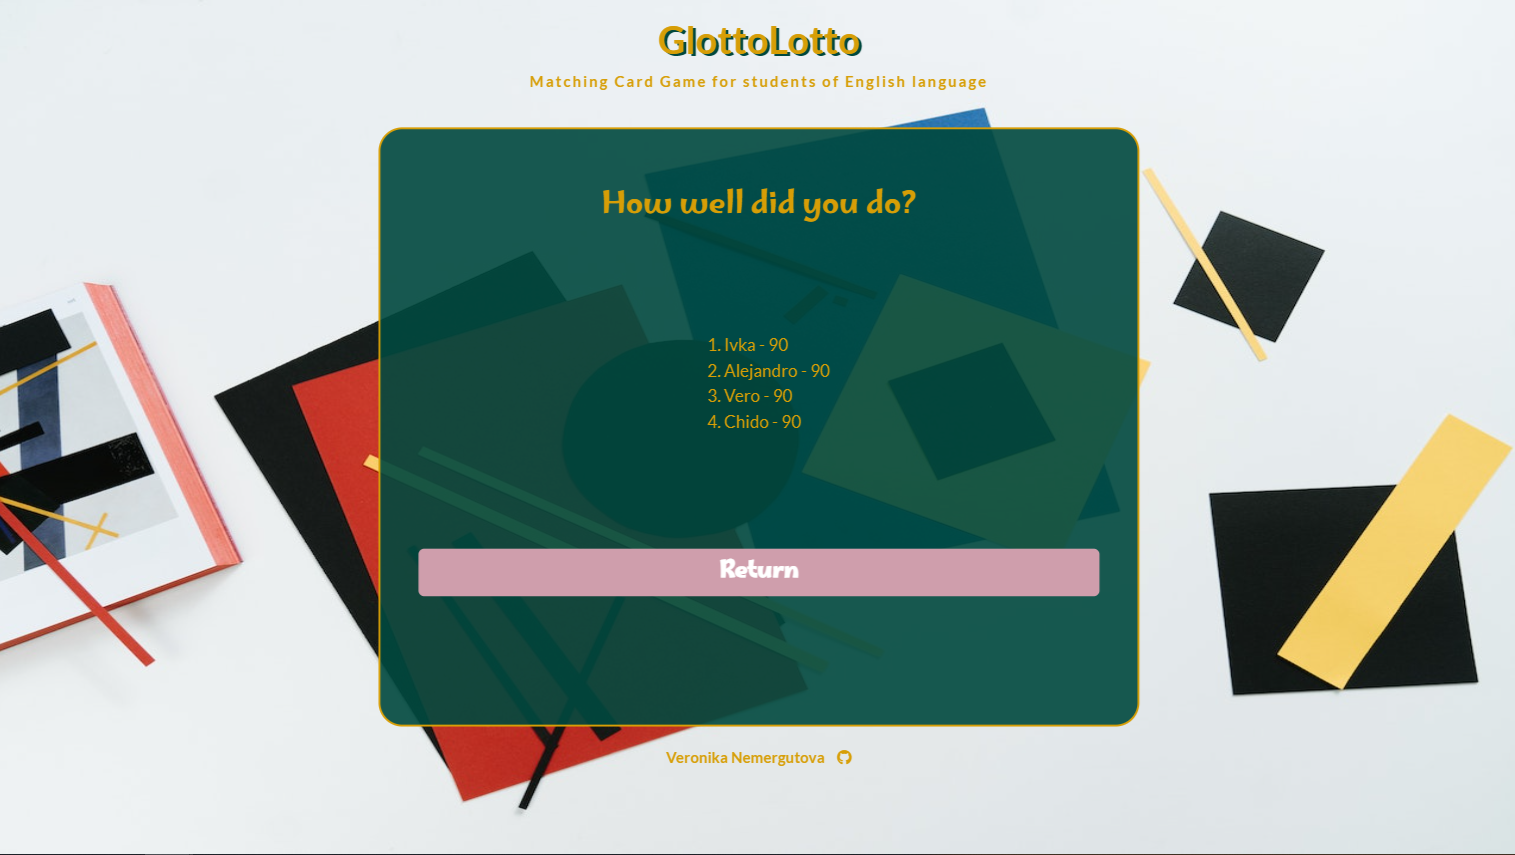 GlottoLotto
Matching Card Game for students of English language
How well did you do?
1. Ivka - 90
2. Alejandro - 90
3. Vero - 90
4. Chido - 90
Return
Veronika Nemergutova